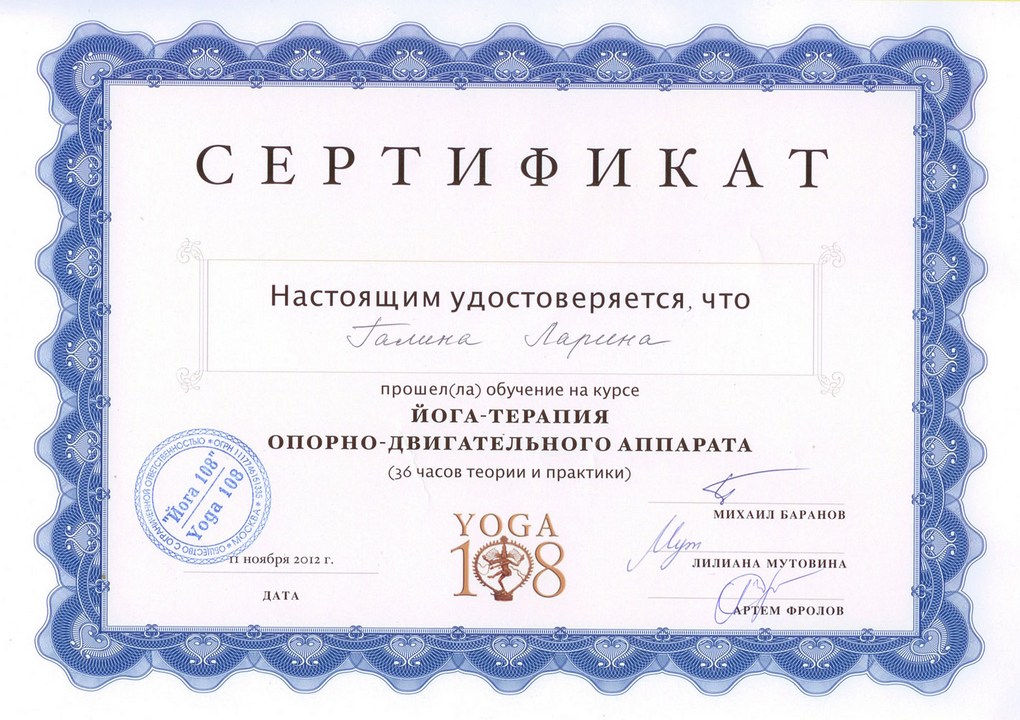 СЕРТИФИКАТ
Настоящим удостоверяется, что
Галина Ларина
прошел(ла) обучение на курсе
ЙОГА-ТЕРАПИЯ
ОПОРНО-ДВИГАТЕЛЬНОГО АППАРАТА
(36 часов теории и практики)
ОБЩЕСТВО С ОГРАНИЧЕННОЙ ОТВЕТСТВЕННОСТЬЮ * ОГРН * МОСКВА *
"Йога 108"
Yoga 108
11 ноября 2012 г.
ДАТА
YOGA
108
МИХАИЛ БАРАНОВ
ЛИЛИАНА МУТОВИНА
АРТЕМ ФРОЛОВ